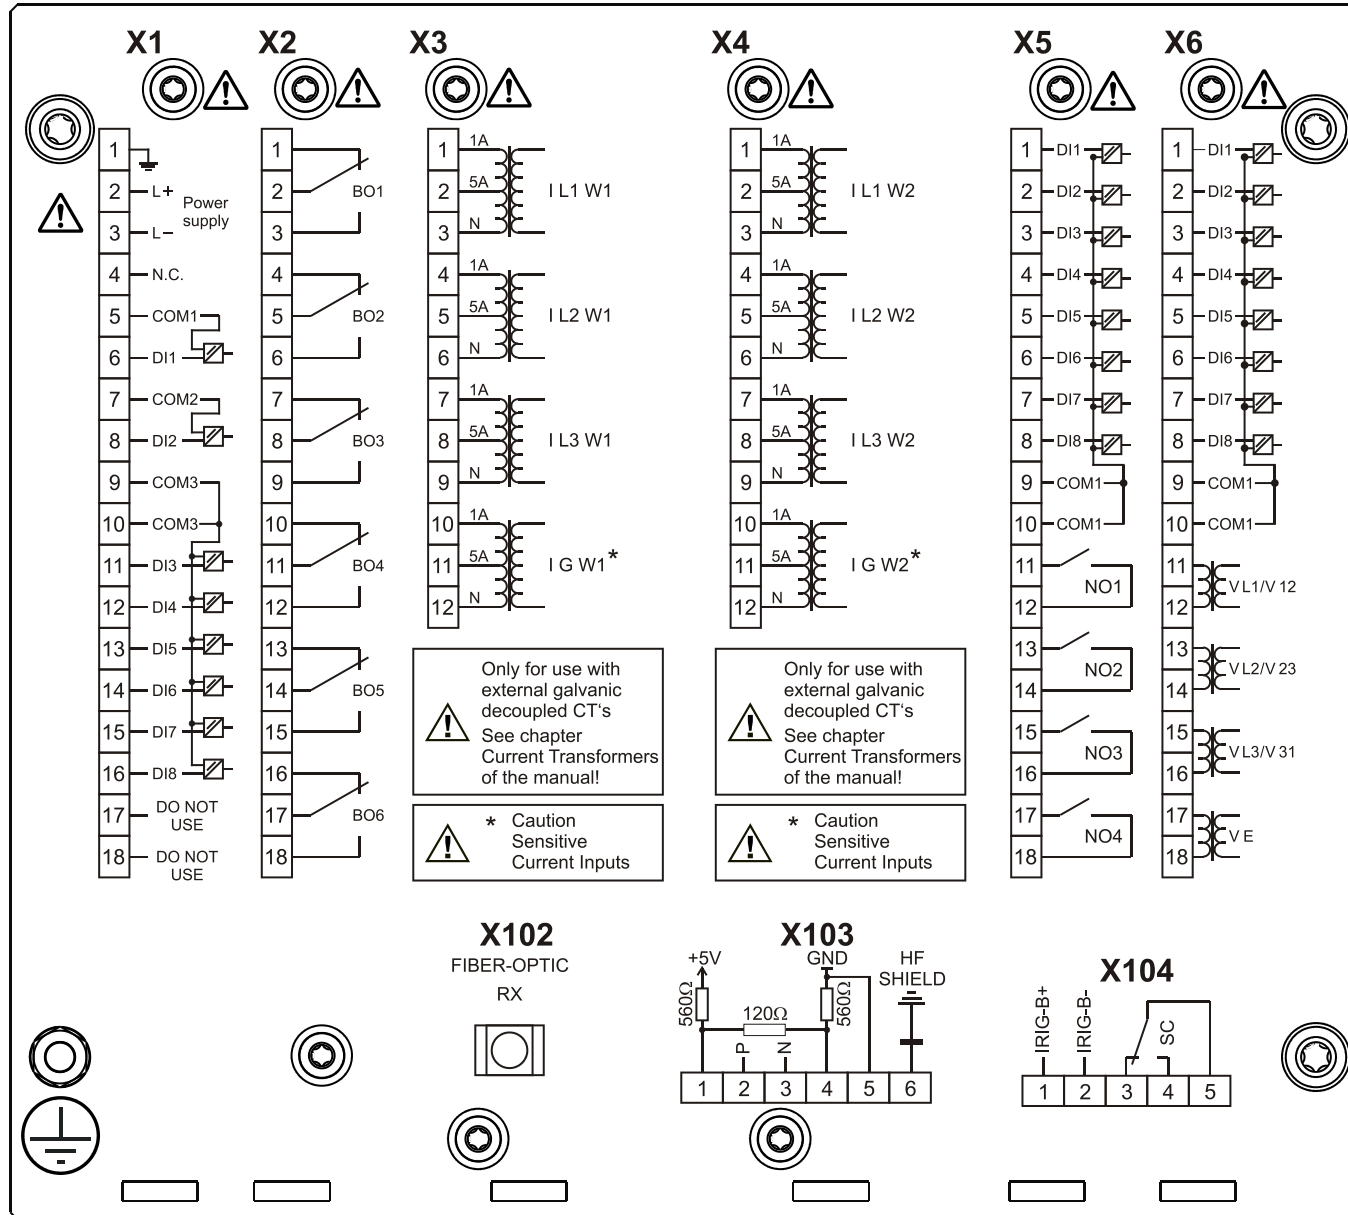 X1
1
2 L+
Power
supply
3 L−
4 N.C.
5 COM1
6 DI1
7 COM2
8 DI2
9 COM3
10 COM3
11 DI3
12 DI4
13 DI5
14 DI6
15 DI7
16 DI8
17 DO NOT
USE
18 DO NOT
USE
X2
1
2 BO1
3
4
5 BO2
6
7
8 BO3
9
10
11 BO4
12
13
14 BO5
15
16
17 BO6
18
X3
1 1A
2 5A I L1 W1
3 N
4 1A
5 5A I L2 W1
6 N
7 1A
8 5A I L3 W1
9 N
10 1A
11 5A I G W1*
12 N
Only for use with
external galvanic
decoupled CT‘s
See chapter
Current Transformers
of the manual!
* Caution
Sensitive
Current Inputs
X4
1 1A
2 5A I L1 W2
3 N
4 1A
5 5A I L2 W2
6 N
7 1A
8 5A I L3 W2
9 N
10 1A
11 5A I G W2*
12 N
Only for use with
external galvanic
decoupled CT‘s
See chapter
Current Transformers
of the manual!
* Caution
Sensitive
Current Inputs
X5
1 DI1
2 DI2
3 DI3
4 DI4
5 DI5
6 DI6
7 DI7
8 DI8
9 COM1
10 COM1
11
NO1
12
13
NO2
14
15
NO3
16
17
NO4
18
X6
1 DI1
2 DI2
3 DI3
4 DI4
5 DI5
6 DI6
7 DI7
8 DI8
9 COM1
10 COM1
11
V L1/V 12
12
13
V L2/V 23
14
15
V L3/V 31
16
17
V E
18
X102
FIBER-OPTIC
RX
X103
+5V GND HF
SHIELD
560Ω 120Ω 560Ω
P N
1 2 3 4 5 6
X104
IRIG-B+ IRIG-B- SC
1 2 3 4 5